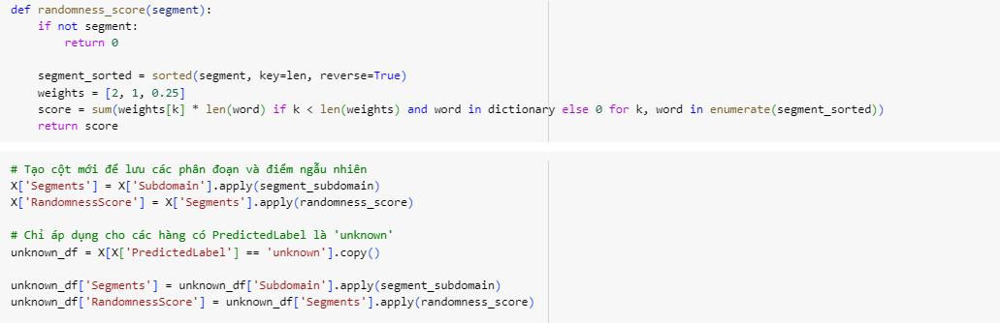 def randomness_score(segment):
    if not segment:
        return 0
    segment_sorted = sorted(segment, key=len, reverse=True)
    weights = [2, 1, 0.25]
    score = sum(weights[k] * len(word) if k < len(weights) and word in dictionary else 0 for k, word in enumerate(segment_sorted))
    return score
# Tạo cột mới để lưu các phân đoạn và điểm ngẫu nhiên
X['Segments'] = X['Subdomain'].apply(segment_subdomain)
X['RandomnessScore'] = X['Segments'].apply(randomness_score)
# Chỉ áp dụng cho các hàng có PredictedLabel là 'unknown'
unknown_df = X[X['PredictedLabel'] == 'unknown'].copy()
unknown_df['Segments'] = unknown_df['Subdomain'].apply(segment_subdomain)
unknown_df['RandomnessScore'] = unknown_df['Segments'].apply(randomness_score)